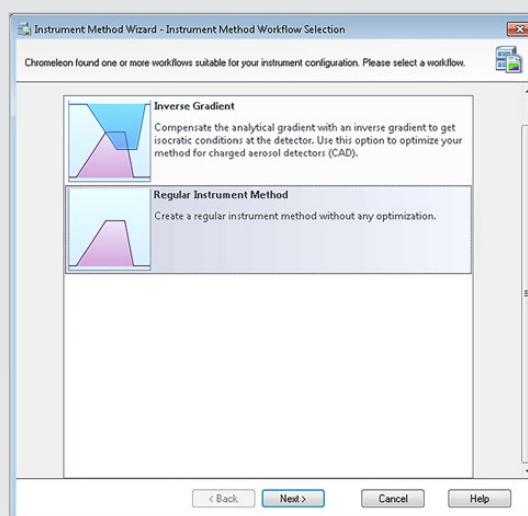 Instrument Method Wizard - Instrument Method Workflow Selection
Chromeleon found one or more workflows suitable for your instrument configuration. Please select a workflow.
Inverse Gradient
Compensate the analytical gradient with an inverse gradient to get
isocratic conditions at the detector. Use this option to optimize your
method for charged aerosol detectors (CAD).
Regular Instrument Method
Create a regular instrument method without any optimization.
< Back
Next >
Cancel
Help